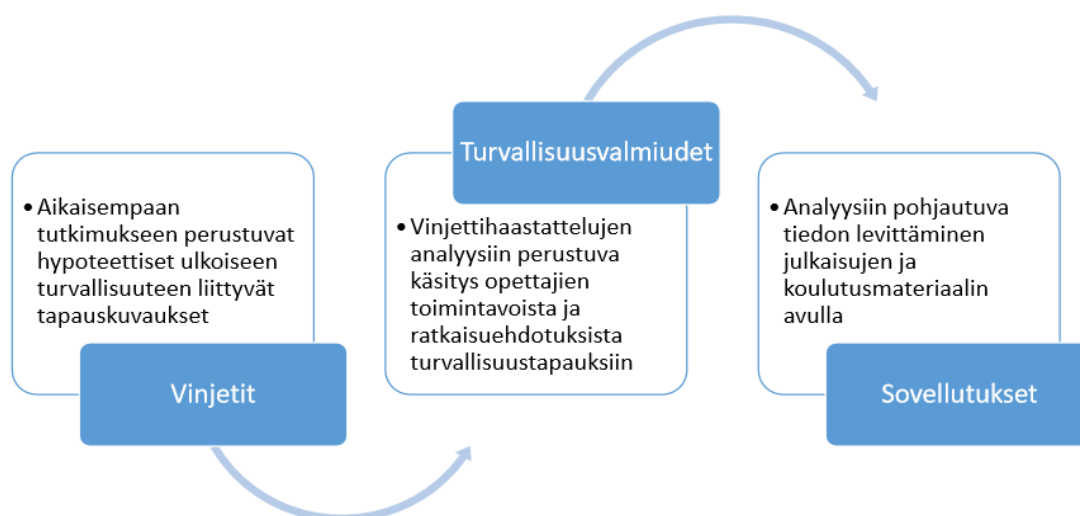 • Aikaisempaan
tutkimukseen perustuvat
hypoteettiset ulkoiseen
turvallisuuteen liittyvät
tapauskuvaukset
Vinjetit
Turvallisuusvalmiudet
• Vinjettihaastattelujen
analyysiin perustuva
käsitys opettajien
toimintavoista ja
ratkaisuehdotuksista
turvallisuustapauksiin
• Analyysiin pohjautuva
tiedon levittäminen
julkaisujen ja
koulutusmateriaalin
avulla
Sovellutukset